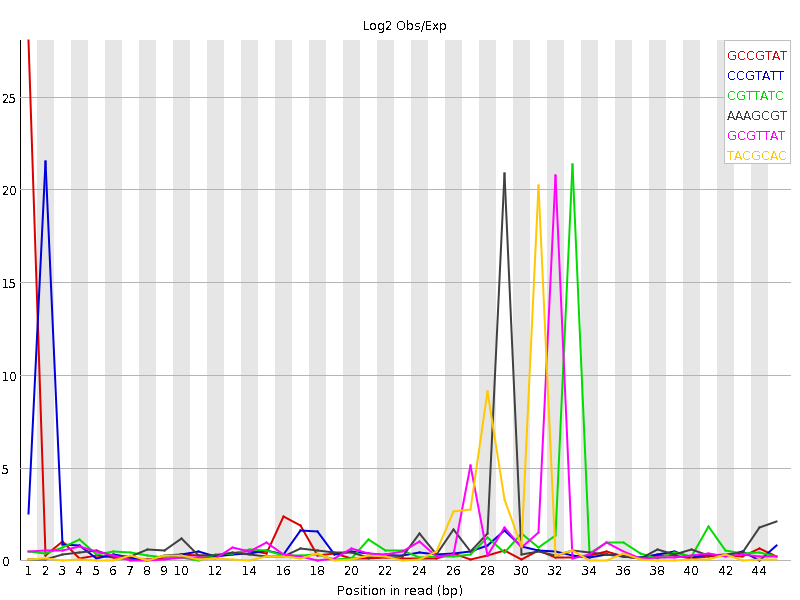 Log2 Obs/Exp
GCCGTAT
CCGTATT
CGTTATC
AAAGCGT
GCGTTAT
TACGCAC
25
20
15
10
5
0
1 2 3 4 5 6 7 8 9 10 12 14 16 18 20 22 24 26 28 30 32 34 36 38 40 42 44
Position in read (bp)